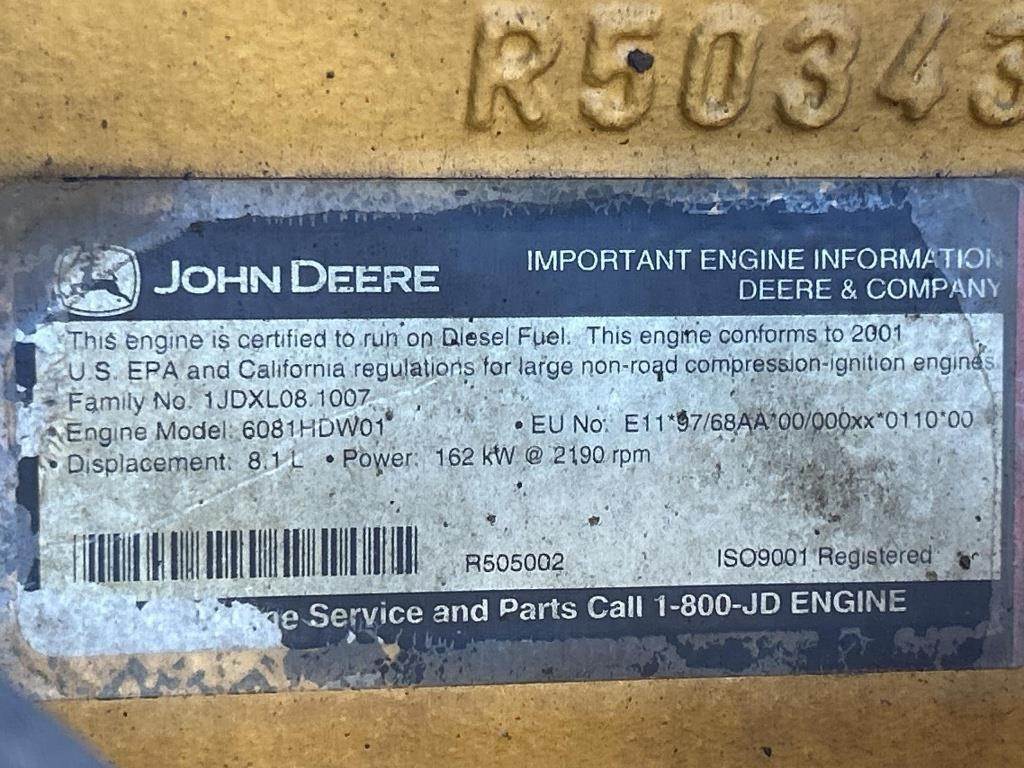 R50343
JOHN DEERE
IMPORTANT ENGINE INFORMATION
DEERE & COMPANY
This engine is certified to run on Diesel Fuel. This engine conforms to 2001
U.S. EPA and California regulations for large non-road compression-ignition engines.
Family No. 1JDXL08.1007
• Engine Model: 6081HDW01 • EU No: E11*97/68AA*00/000xx*0110*00
• Displacement: 8.1 L • Power: 162 kW @ 2190 rpm
R505002
ISO9001 Registered
Service and Parts Call 1-800-JD ENGINE